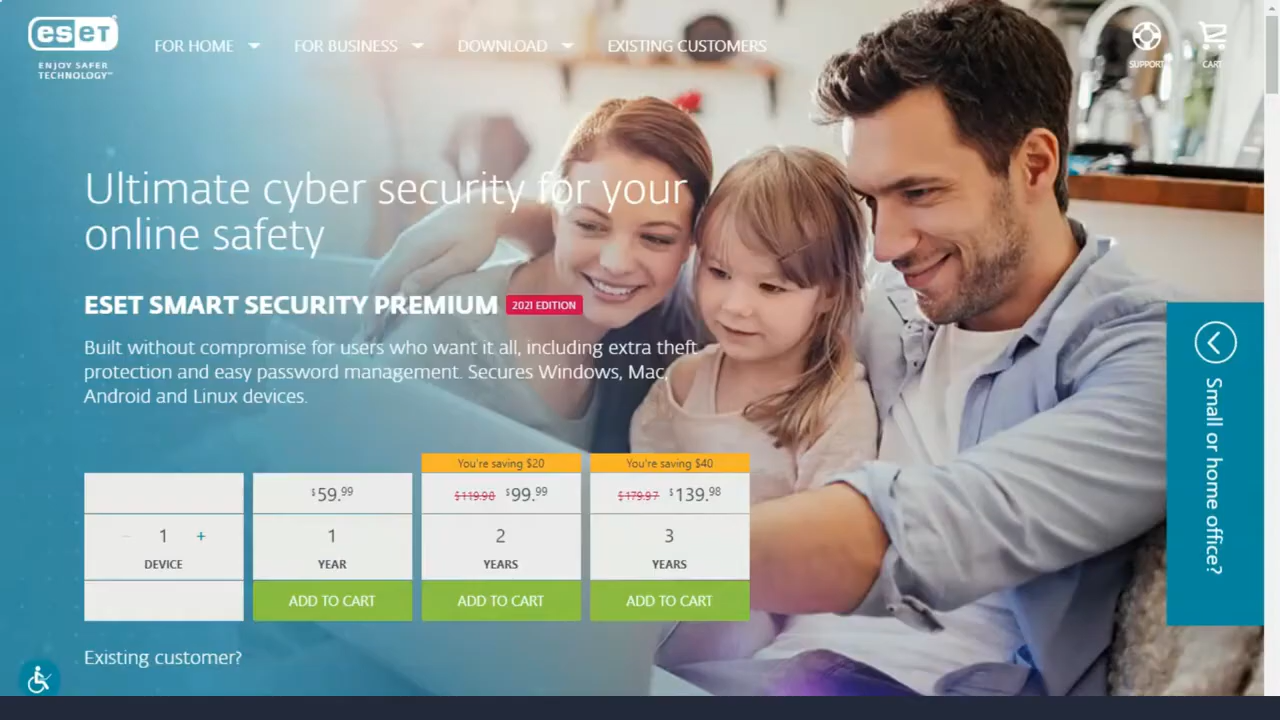 eset
ENJOY SAFER
TECHNOLOGY™
FOR HOME
FOR BUSINESS
DOWNLOAD
EXISTING CUSTOMERS
SUPPORT
CART
Ultimate cyber security for your
online safety
ESET SMART SECURITY PREMIUM 2021 EDITION
Built without compromise for users who want it all, including extra theft
protection and easy password management. Secures Windows, Mac,
Android and Linux devices.
You're saving $20
You're saving $40
$59.99
$119.98 $99.99
$179.97 $139.98
− 1 +
1
2
3
DEVICE
YEAR
YEARS
YEARS
ADD TO CART
ADD TO CART
ADD TO CART
Existing customer?
Small or home office?